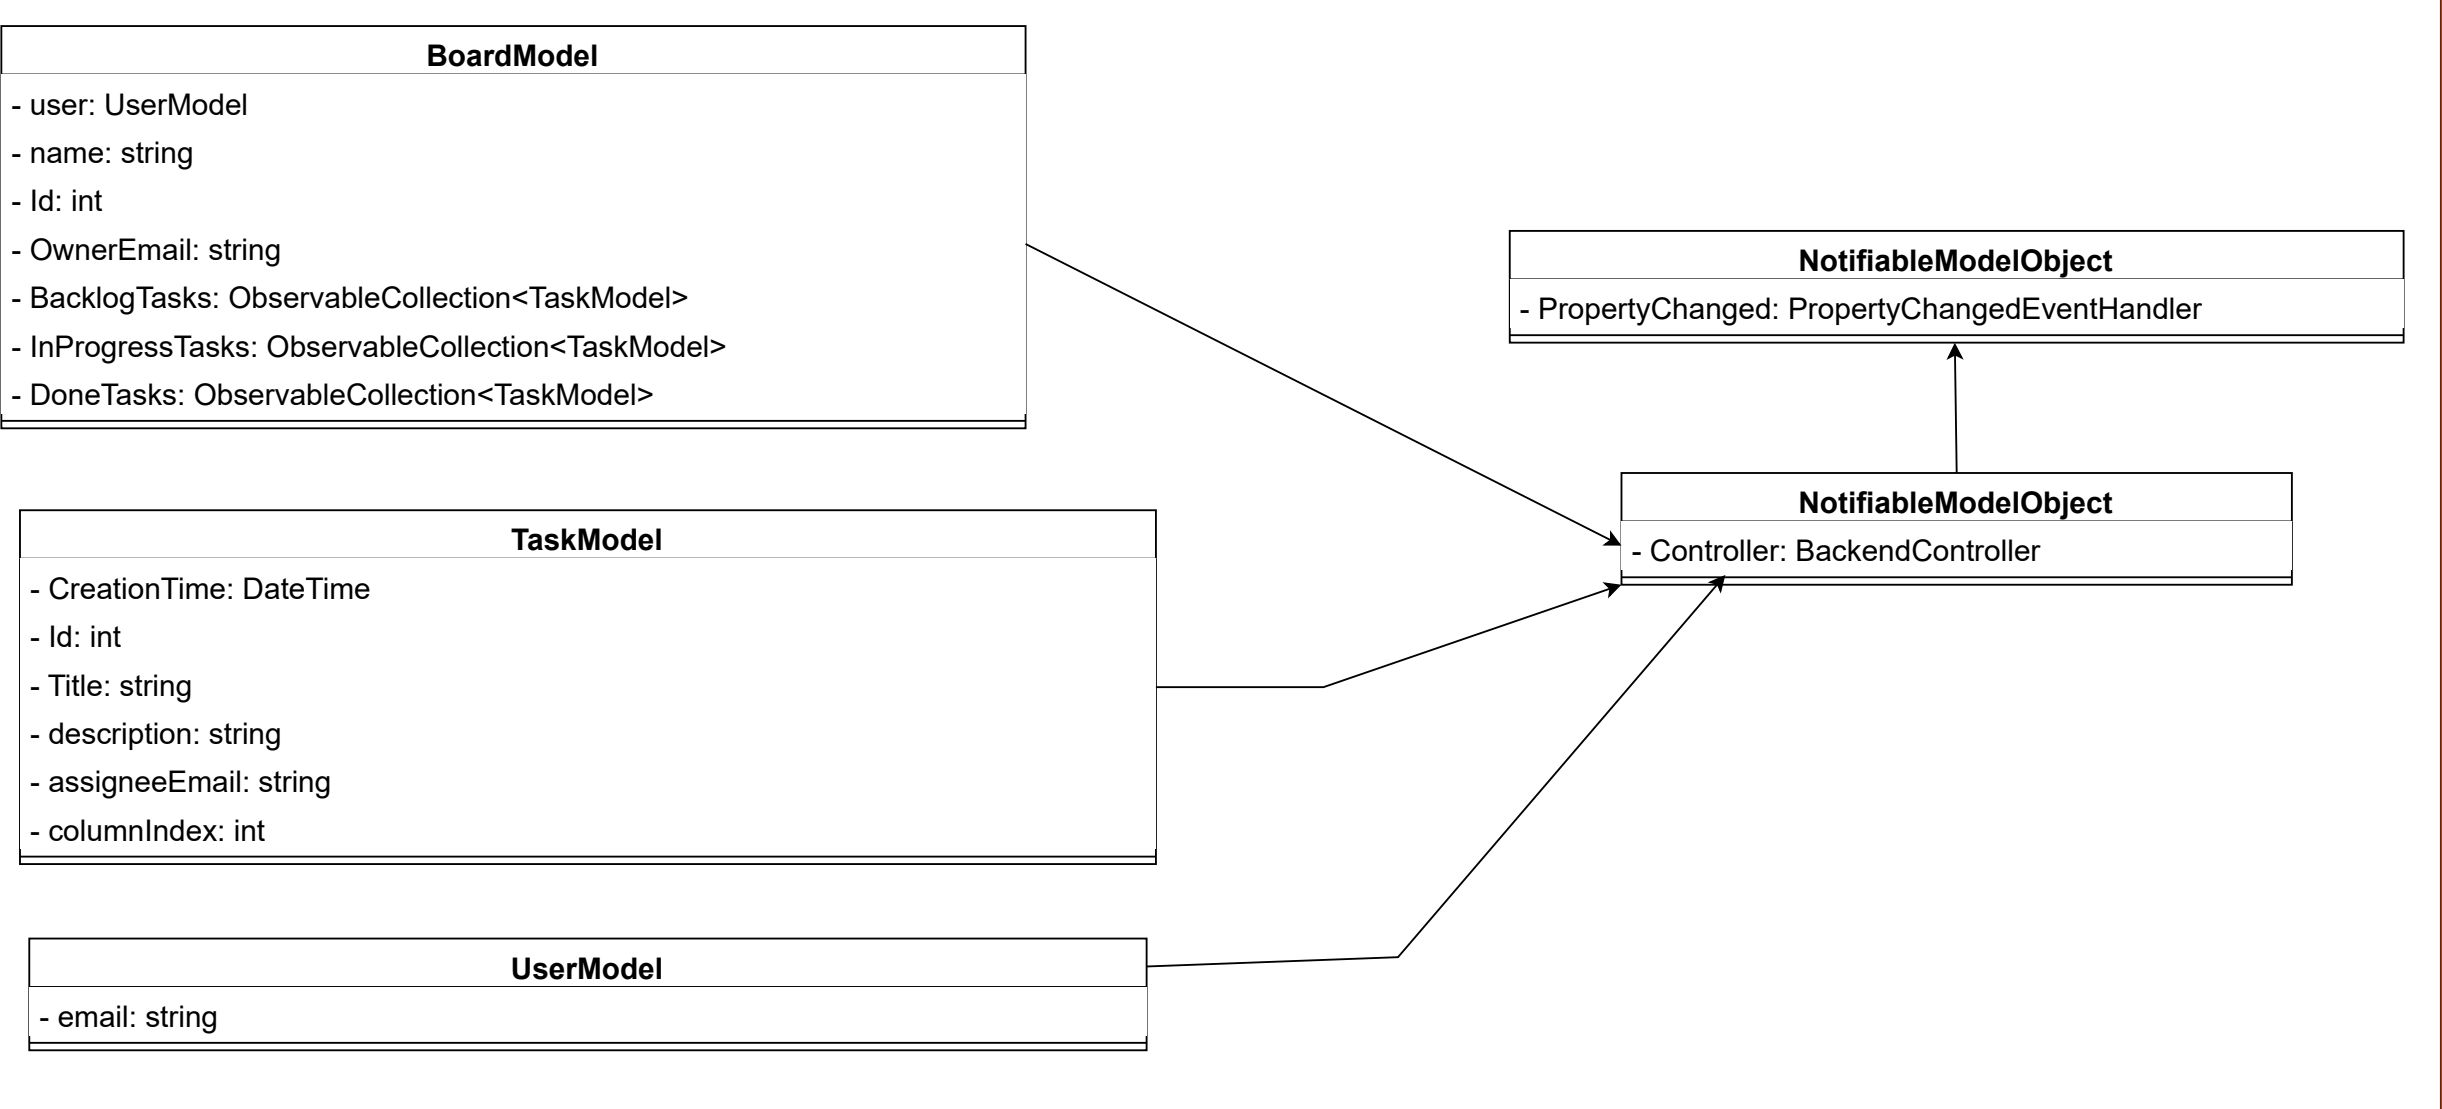 BoardModel
- user: UserModel
- name: string
- Id: int
- OwnerEmail: string
- BacklogTasks: ObservableCollection<TaskModel>
- InProgressTasks: ObservableCollection<TaskModel>
- DoneTasks: ObservableCollection<TaskModel>
NotifiableModelObject
- PropertyChanged: PropertyChangedEventHandler
NotifiableModelObject
- Controller: BackendController
TaskModel
- CreationTime: DateTime
- Id: int
- Title: string
- description: string
- assigneeEmail: string
- columnIndex: int
UserModel
- email: string